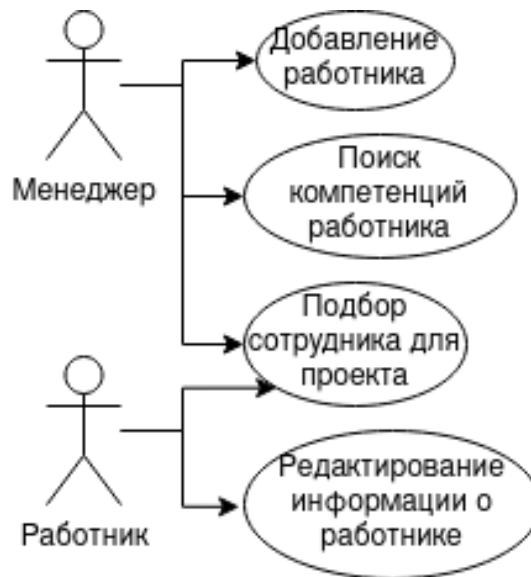 Добавление
работника
Менеджер
Поиск
компетенций
работника
Подбор
сотрудника для
проекта
Редактирование
информации о
работнике
Работник